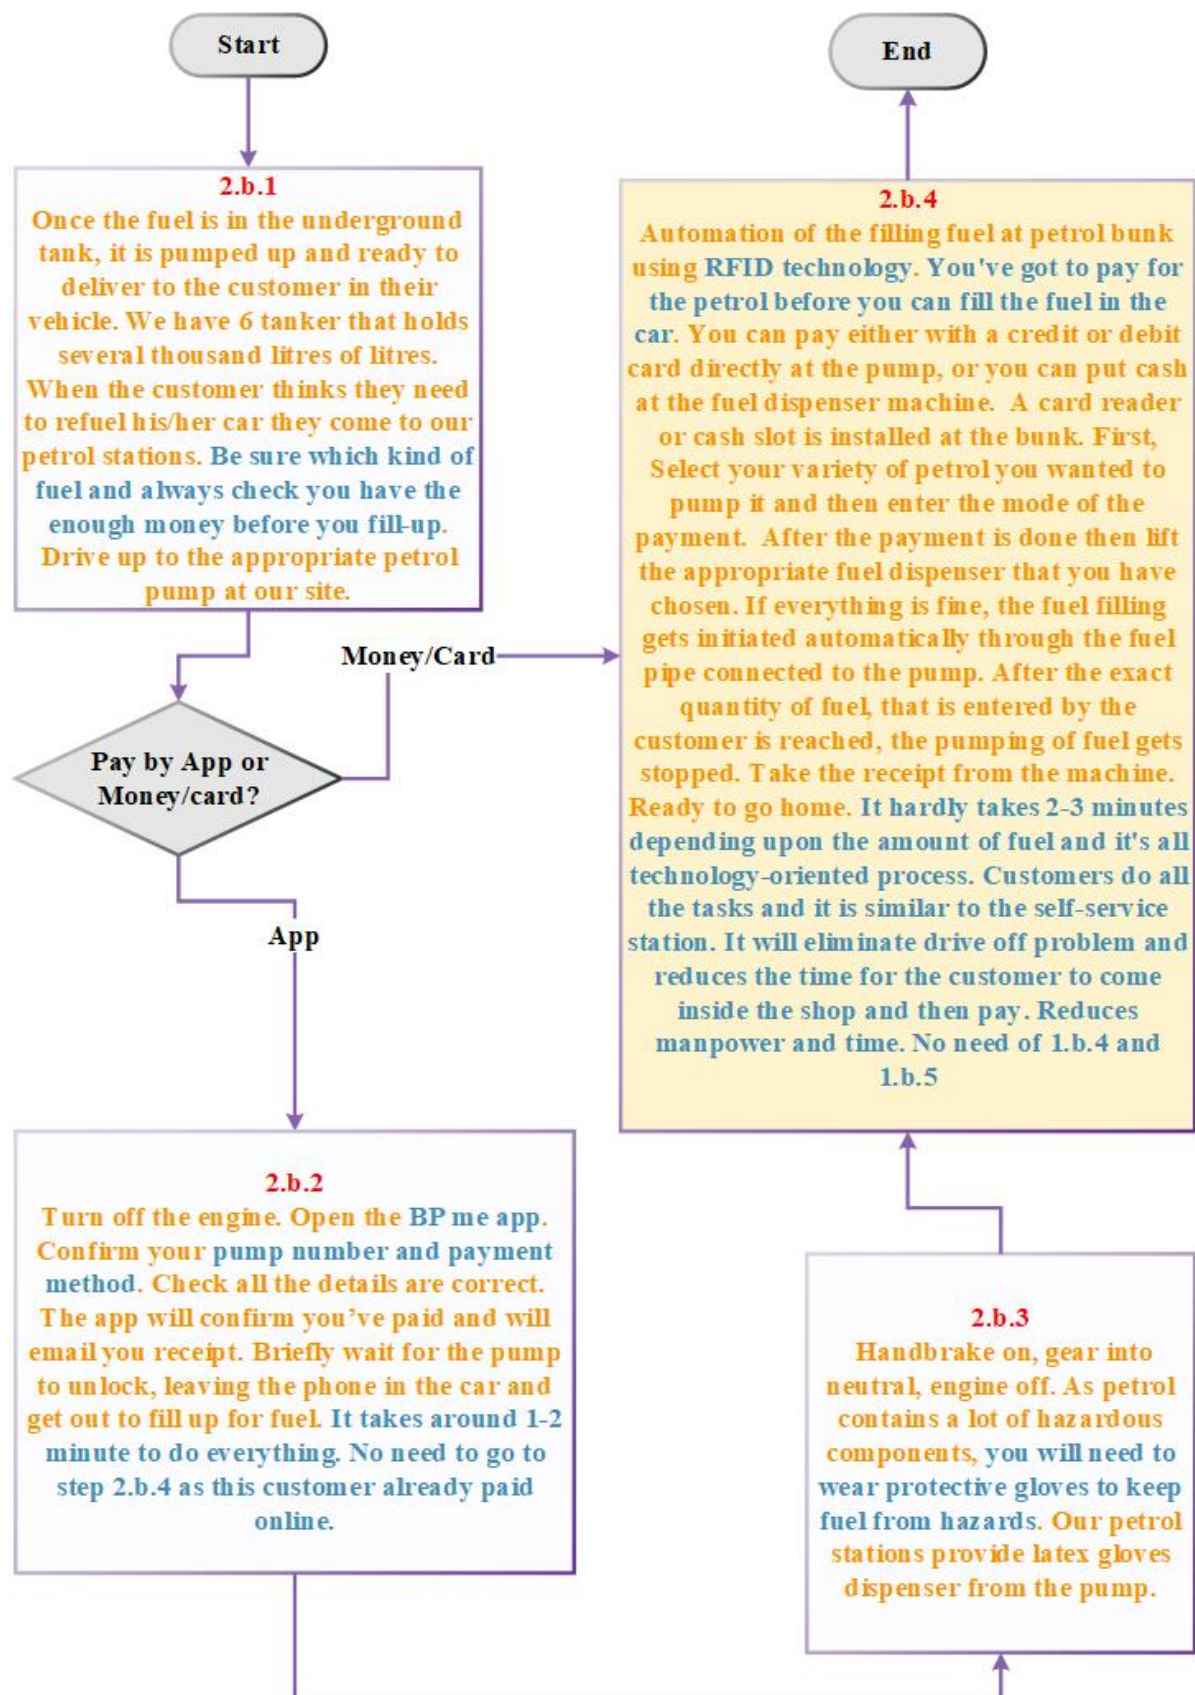 Start
2.b.1
Once the fuel is in the underground
tank, it is pumped up and ready to
deliver to the customer in their
vehicle. We have 6 tanker that holds
several thousand litres of litres.
When the customer thinks they need
to refuel his/her car they come to our
petrol stations. Be sure which kind of
fuel and always check you have the
enough money before you fill-up.
Drive up to the appropriate petrol
pump at our site.
Pay by App or
Money/card?
Money/Card
App
2.b.2
Turn off the engine. Open the BP me app.
Confirm your pump number and payment
method. Check all the details are correct.
The app will confirm you’ve paid and will
email you receipt. Briefly wait for the pump
to unlock, leaving the phone in the car and
get out to fill up for fuel. It takes around 1-2
minute to do everything. No need to go to
step 2.b.4 as this customer already paid
online.
2.b.3
Handbrake on, gear into
neutral, engine off. As petrol
contains a lot of hazardous
components, you will need to
wear protective gloves to keep
fuel from hazards. Our petrol
stations provide latex gloves
dispenser from the pump.
2.b.4
Automation of the filling fuel at petrol bunk
using RFID technology. You've got to pay for
the petrol before you can fill the fuel in the
car. You can pay either with a credit or debit
card directly at the pump, or you can put cash
at the fuel dispenser machine. A card reader
or cash slot is installed at the bunk. First,
Select your variety of petrol you wanted to
pump it and then enter the mode of the
payment. After the payment is done then lift
the appropriate fuel dispenser that you have
chosen. If everything is fine, the fuel filling
gets initiated automatically through the fuel
pipe connected to the pump. After the exact
quantity of fuel, that is entered by the
customer is reached, the pumping of fuel gets
stopped. Take the receipt from the machine.
Ready to go home. It hardly takes 2-3 minutes
depending upon the amount of fuel and it's all
technology-oriented process. Customers do all
the tasks and it is similar to the self-service
station. It will eliminate drive off problem and
reduces the time for the customer to come
inside the shop and then pay. Reduces
manpower and time. No need of 1.b.4 and
1.b.5
End